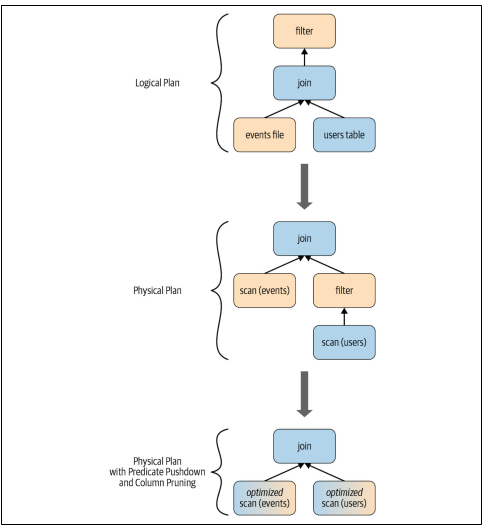 filter
Logical Plan
join
events file
users table
join
Physical Plan
scan (events)
filter
scan (users)
Physical Plan
with Predicate Pushdown
and Column Pruning
join
optimized
scan (events)
optimized
scan (users)